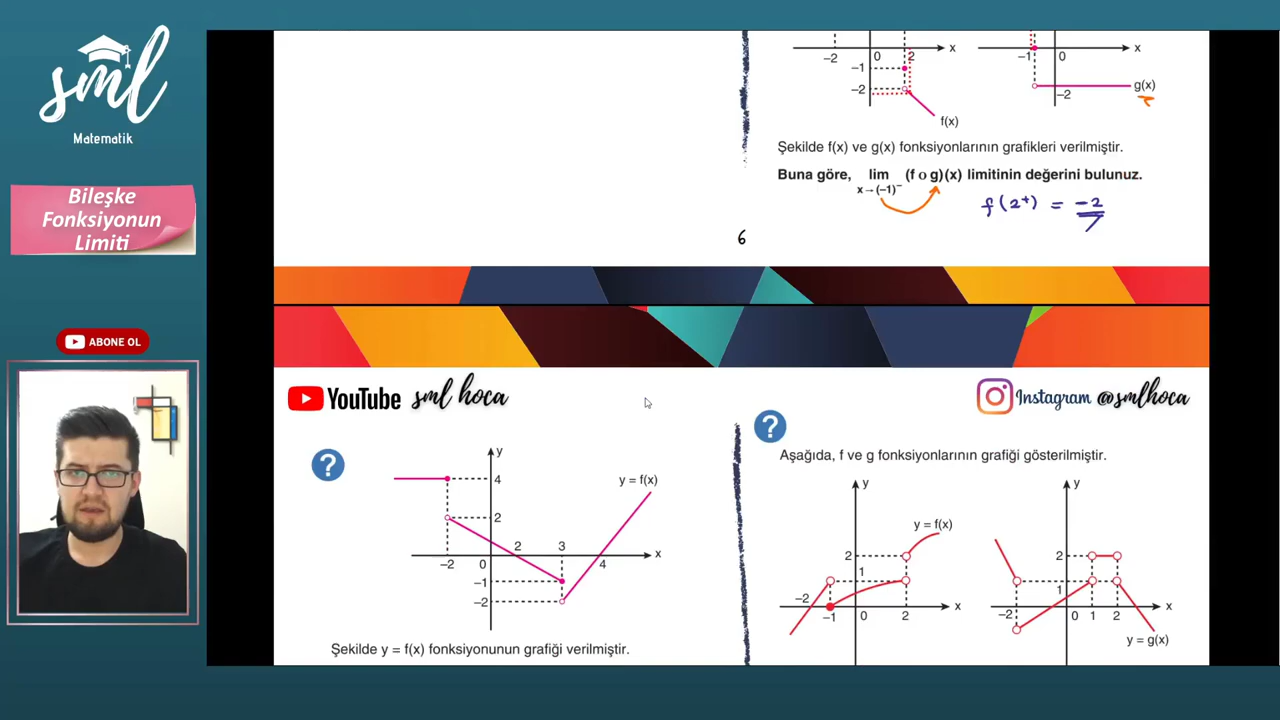 sml
Matematik
Bileşke
Fonksiyonun
Limiti
ABONE OL
x
−2
0
2
−1
−2
f(x)
x
−1
0
g(x)
−2
Şekilde f(x) ve g(x) fonksiyonlarının grafikleri verilmiştir.
Buna göre, lim (f o g)(x) limitinin değerini bulunuz.
x→(−1)⁻
f(2⁺) = −2
6
YouTube sml hoca
Instagram @smlhoca
?
y
4
y = f(x)
2
2
3
x
−2
0
4
−1
−2
Şekilde y = f(x) fonksiyonunun grafiği verilmiştir.
?
Aşağıda, f ve g fonksiyonlarının grafiği gösterilmiştir.
y
y = f(x)
2
1
−2
x
−1
0
2
y
2
1
−2
x
0
1
2
y = g(x)